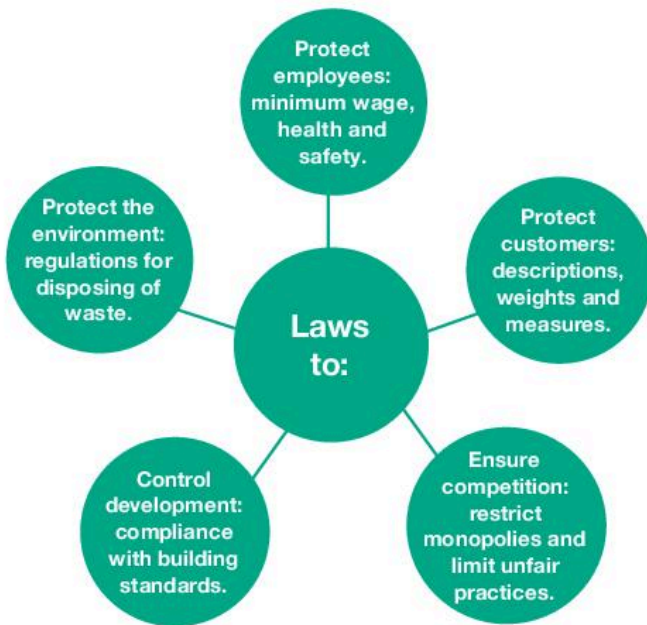 Protect
employees:
minimum wage,
health and
safety.
Protect the
environment:
regulations for
disposing of
waste.
Protect
customers:
descriptions,
weights and
measures.
Laws
to:
Control
development:
compliance
with building
standards.
Ensure
competition:
restrict
monopolies and
limit unfair
practices.